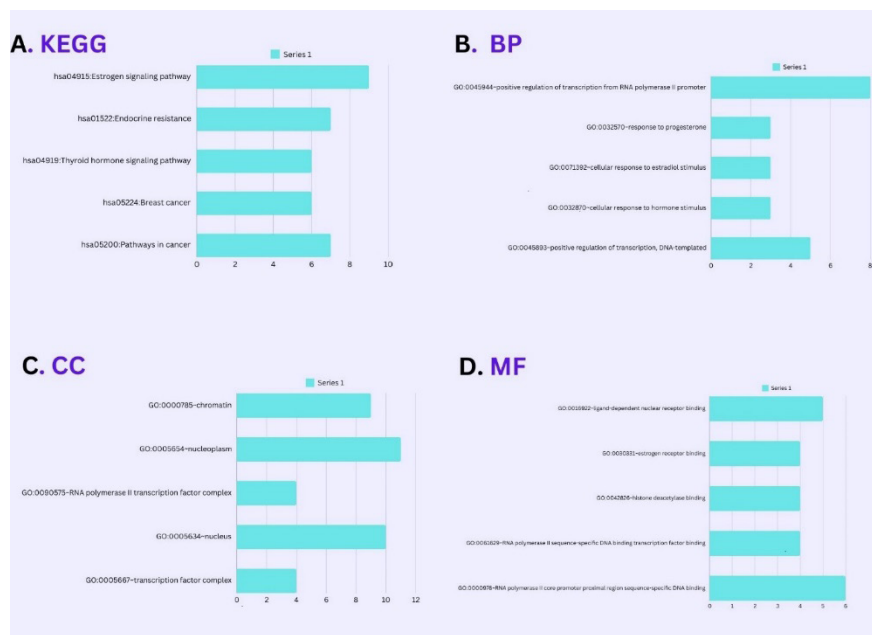 A. KEGG
Series 1
hsa04915:Estrogen signaling pathway
hsa01522:Endocrine resistance
hsa04919:Thyroid hormone signaling pathway
hsa05224:Breast cancer
hsa05200:Pathways in cancer
0 2 4 6 8 10
B. BP
Series 1
GO:0045944~positive regulation of transcription from RNA polymerase II promoter
GO:0032570~response to progesterone
GO:0071392~cellular response to estradiol stimulus
GO:0032870~cellular response to hormone stimulus
GO:0045893~positive regulation of transcription, DNA-templated
0 2 4 6 8
C. CC
Series 1
GO:0000785~chromatin
GO:0005654~nucleoplasm
GO:0090575~RNA polymerase II transcription factor complex
GO:0005634~nucleus
GO:0005667~transcription factor complex
0 2 4 6 8 10 12
D. MF
Series 1
~ligand-dependent nuclear receptor binding
~estrogen receptor binding
GO:0042826~histone deacetylase binding
~RNA polymerase II sequence-specific DNA binding transcription factor binding
~RNA polymerase II core promoter proximal region sequence-specific DNA binding
0 1 2 3 4 5 6